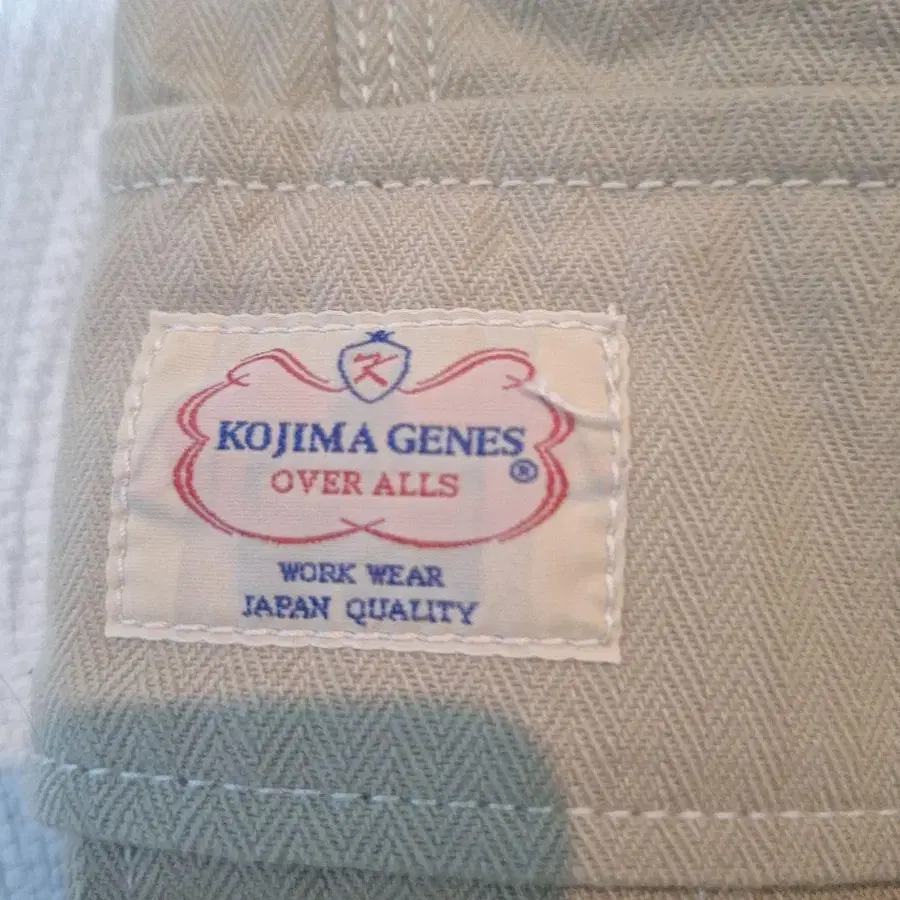 K
KOJIMA GENES
®
OVER ALLS
WORK WEAR
JAPAN QUALITY